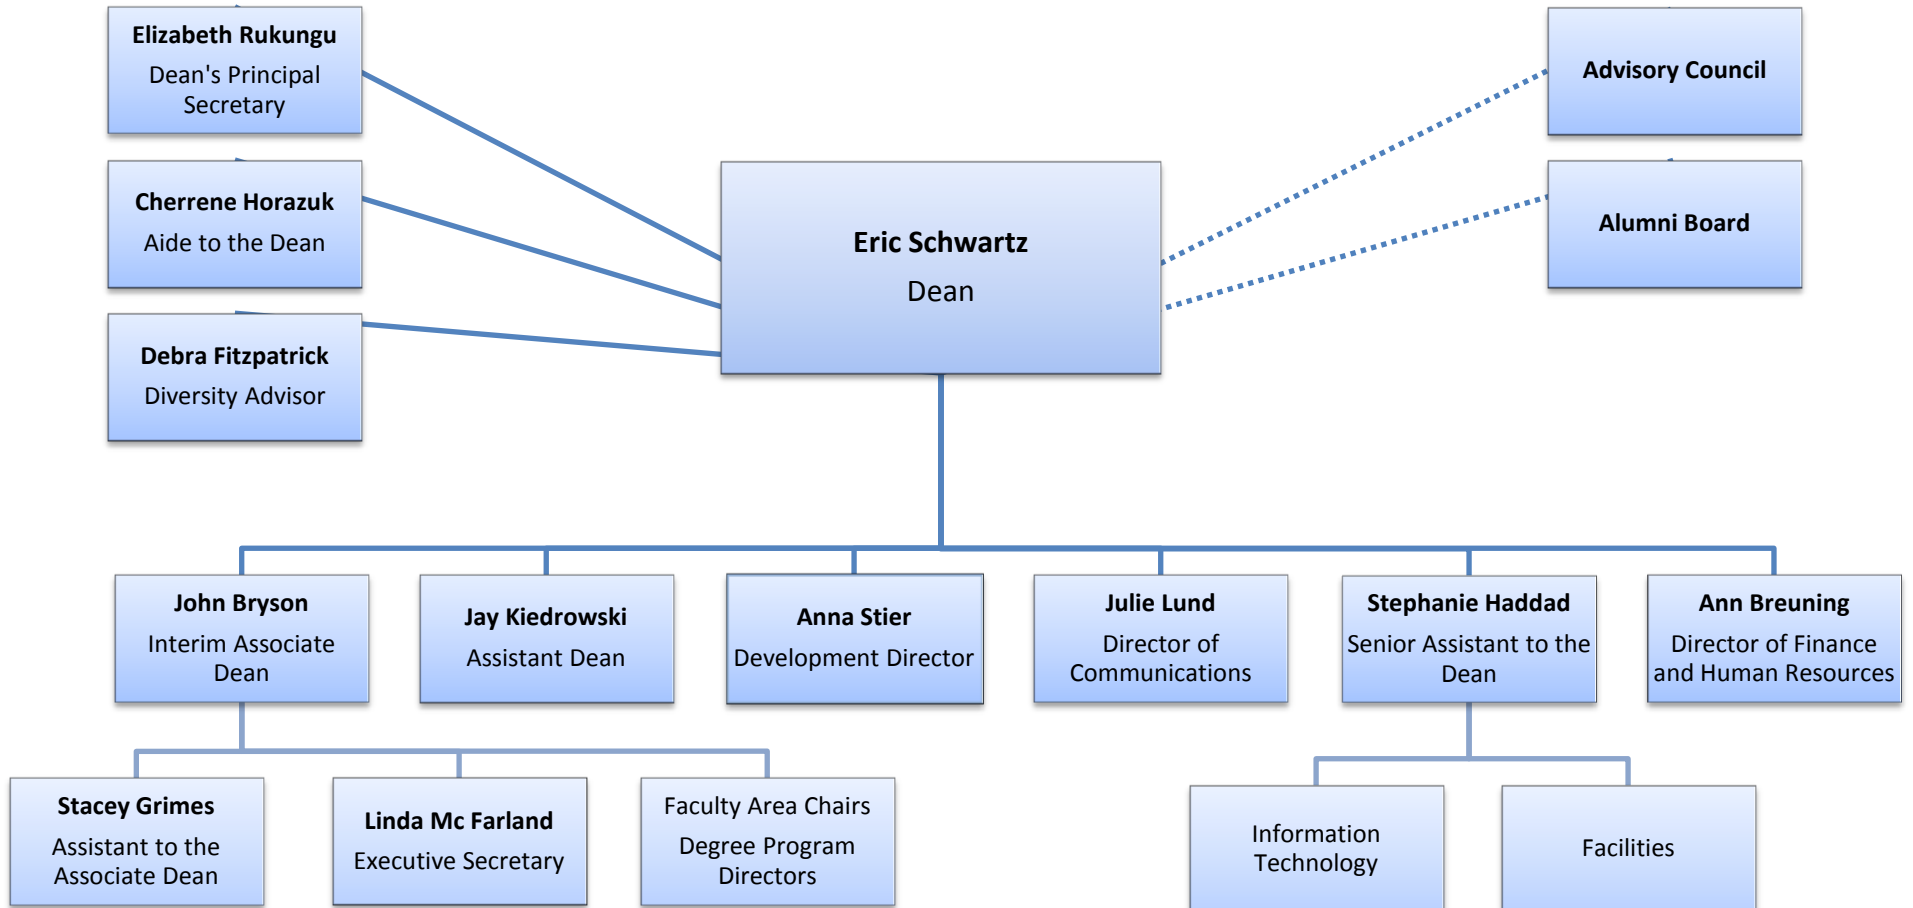 Elizabeth Rukungu
Dean's Principal
Secretary
Cherrene Horazuk
Aide to the Dean
Debra Fitzpatrick
Diversity Advisor
Eric Schwartz
Dean
Advisory Council
Alumni Board
John Bryson
Interim Associate
Dean
Jay Kiedrowski
Assistant Dean
Anna Stier
Development Director
Julie Lund
Director of
Communications
Stephanie Haddad
Senior Assistant to the
Dean
Ann Breuning
Director of Finance
and Human Resources
Stacey Grimes
Assistant to the
Associate Dean
Linda Mc Farland
Executive Secretary
Faculty Area Chairs
Degree Program
Directors
Information
Technology
Facilities